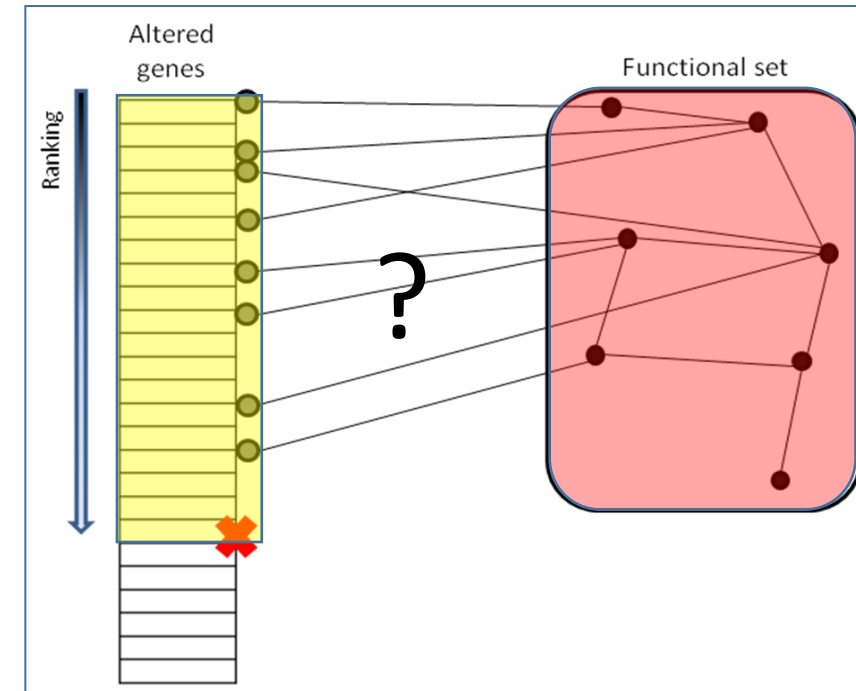 Altered
genes
Functional set
Ranking
?